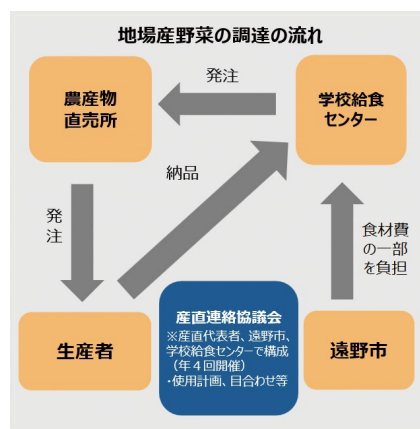 地場産野菜の調達の流れ
農産物
直売所
発注
学校給食
センター
納品
発
注
食材費
の一部
を負担
生産者
産直連絡協議会
※産直代表者、遠野市、
学校給食センターで構成
（年４回開催）
・使用計画、目合わせ等
遠野市